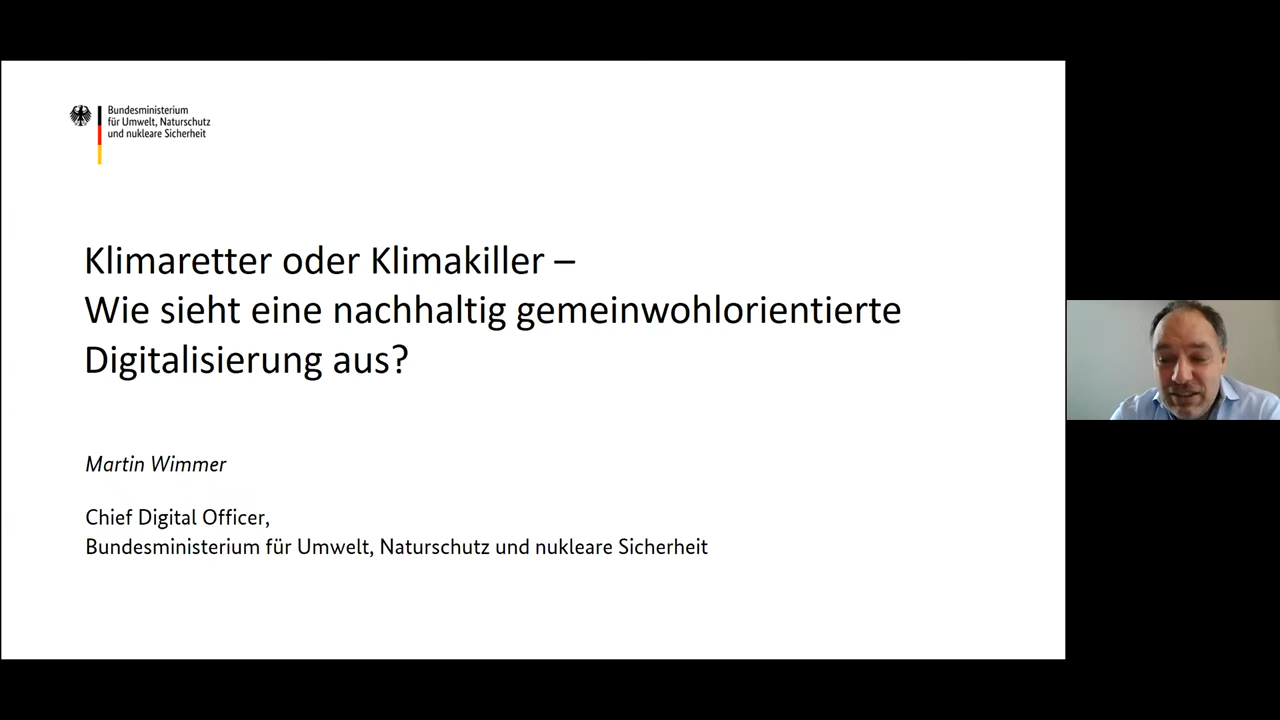 Bundesministerium
für Umwelt, Naturschutz
und nukleare Sicherheit
Klimaretter oder Klimakiller –
Wie sieht eine nachhaltig gemeinwohlorientierte
Digitalisierung aus?
Martin Wimmer
Chief Digital Officer,
Bundesministerium für Umwelt, Naturschutz und nukleare Sicherheit